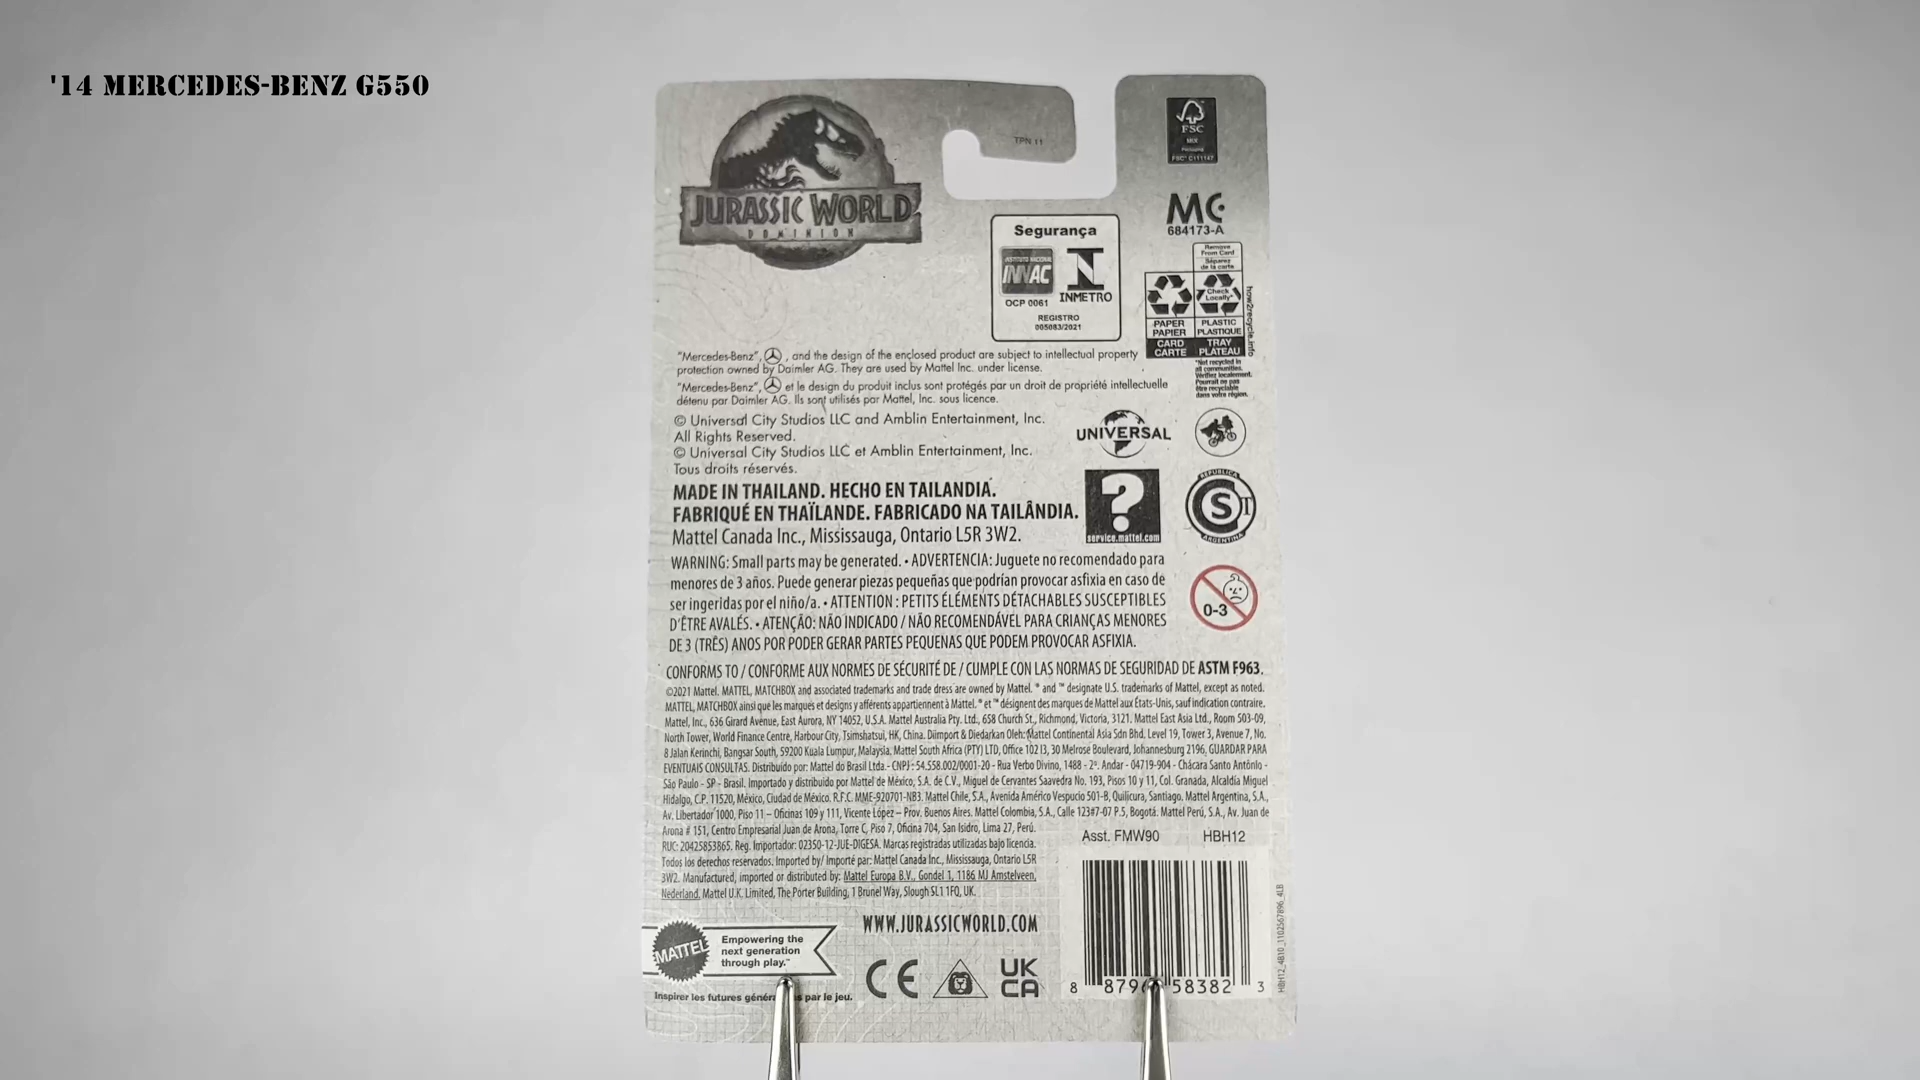 '14 MERCEDES-BENZ G550
TPN 11
FSC
MIX
FSC® C111147
JURASSIC WORLD
DOMINION
MC
684173-A
Segurança
INSTITUTO NACIONAL
INNAC
OCP 0061
INMETRO
REGISTRO
005083/2021
Remove
From Card
Séparez
de la carte
Check
Locally*
PAPER
PAPIER
PLASTIC
PLASTIQUE
CARD
CARTE
TRAY
PLATEAU
how2recycle.info
*Not recycled in
all communities.
Vérifiez localement.
Pourrait ne pas
être recyclable
dans votre région.
"Mercedes-Benz", , and the design of the enclosed product are subject to intellectual property
protection owned by Daimler AG. They are used by Mattel Inc. under license.
"Mercedes-Benz", et le design du produit inclus sont protégés par un droit de propriété intellectuelle
détenu par Daimler AG. Ils sont utilisés par Mattel, Inc. sous licence.
© Universal City Studios LLC and Amblin Entertainment, Inc.
All Rights Reserved.
© Universal City Studios LLC et Amblin Entertainment, Inc.
Tous droits réservés.
UNIVERSAL
MADE IN THAILAND. HECHO EN TAILANDIA.
FABRIQUÉ EN THAÏLANDE. FABRICADO NA TAILÂNDIA.
Mattel Canada Inc., Mississauga, Ontario L5R 3W2.
?
service.mattel.com
REPUBLICA
S
ARGENTINA
WARNING: Small parts may be generated. • ADVERTENCIA: Juguete no recomendado para
menores de 3 años. Puede generar piezas pequeñas que podrían provocar asfixia en caso de
ser ingeridas por el niño/a. • ATTENTION : PETITS ÉLÉMENTS DÉTACHABLES SUSCEPTIBLES
D'ÊTRE AVALÉS. • ATENÇÃO: NÃO INDICADO / NÃO RECOMENDÁVEL PARA CRIANÇAS MENORES
DE 3 (TRÊS) ANOS POR PODER GERAR PARTES PEQUENAS QUE PODEM PROVOCAR ASFIXIA.
0-3
CONFORMS TO / CONFORME AUX NORMES DE SÉCURITÉ DE / CUMPLE CON LAS NORMAS DE SEGURIDAD DE ASTM F963.
©2021 Mattel. MATTEL, MATCHBOX and associated trademarks and trade dress are owned by Mattel. ® and ™ designate U.S. trademarks of Mattel, except as noted.
MATTEL, MATCHBOX ainsi que les marques et designs y afférents appartiennent à Mattel. ® et ™ désignent des marques de Mattel aux États-Unis, sauf indication contraire.
Mattel, Inc., 636 Girard Avenue, East Aurora, NY 14052, U.S.A. Mattel Australia Pty. Ltd., 658 Church St., Richmond, Victoria, 3121. Mattel East Asia Ltd., Room 503-09,
North Tower, World Finance Centre, Harbour City, Tsimshatsui, HK, China. Diimport & Diedarkan Oleh: Mattel Continental Asia Sdn Bhd. Level 19, Tower 3, Avenue 7, No.
8 Jalan Kerinchi, Bangsar South, 59200 Kuala Lumpur, Malaysia. Mattel South Africa (PTY) LTD, Office 102 I3, 30 Melrose Boulevard, Johannesburg 2196. GUARDAR PARA
EVENTUAIS CONSULTAS. Distribuido por: Mattel do Brasil Ltda.- CNPJ : 54.558.002/0001-20 - Rua Verbo Divino, 1488 - 2º. Andar - 04719-904 - Chácara Santo Antônio -
São Paulo - SP - Brasil. Importado y distribuido por Mattel de México, S.A. de C.V., Miguel de Cervantes Saavedra No. 193, Pisos 10 y 11, Col. Granada, Alcaldía Miguel
Hidalgo, C.P. 11520, México, Ciudad de México. R.F.C. MME-920701-NB3. Mattel Chile, S.A., Avenida Américo Vespucio 501-B, Quilicura, Santiago. Mattel Argentina, S.A.,
Av. Libertador 1000, Piso 11 – Oficinas 109 y 111, Vicente López – Prov. Buenos Aires. Mattel Colombia, S.A., Calle 123#7-07 P.5, Bogotá. Mattel Perú, S.A., Av. Juan de
Arona # 151, Centro Empresarial Juan de Arona, Torre C, Piso 7, Oficina 704, San Isidro, Lima 27, Perú.
RUC: 20425853865. Reg. Importador: 02350-12-JUE-DIGESA. Marcas registradas utilizadas bajo licencia.
Todos los derechos reservados. Imported by/ Importé par: Mattel Canada Inc., Mississauga, Ontario L5R
3W2. Manufactured, imported or distributed by: Mattel Europa B.V., Gondel 1, 1186 MJ Amstelveen,
Nederland. Mattel U.K. Limited, The Porter Building, 1 Brunel Way, Slough SL1 1FQ, UK.
Asst. FMW90 HBH12
WWW.JURASSICWORLD.COM
MATTEL
Empowering the
next generation
through play.™
Inspirer les futures par le jeu.
CE
UK
CA
8 58382 3
HBH12_4B10_1102567896_4LB